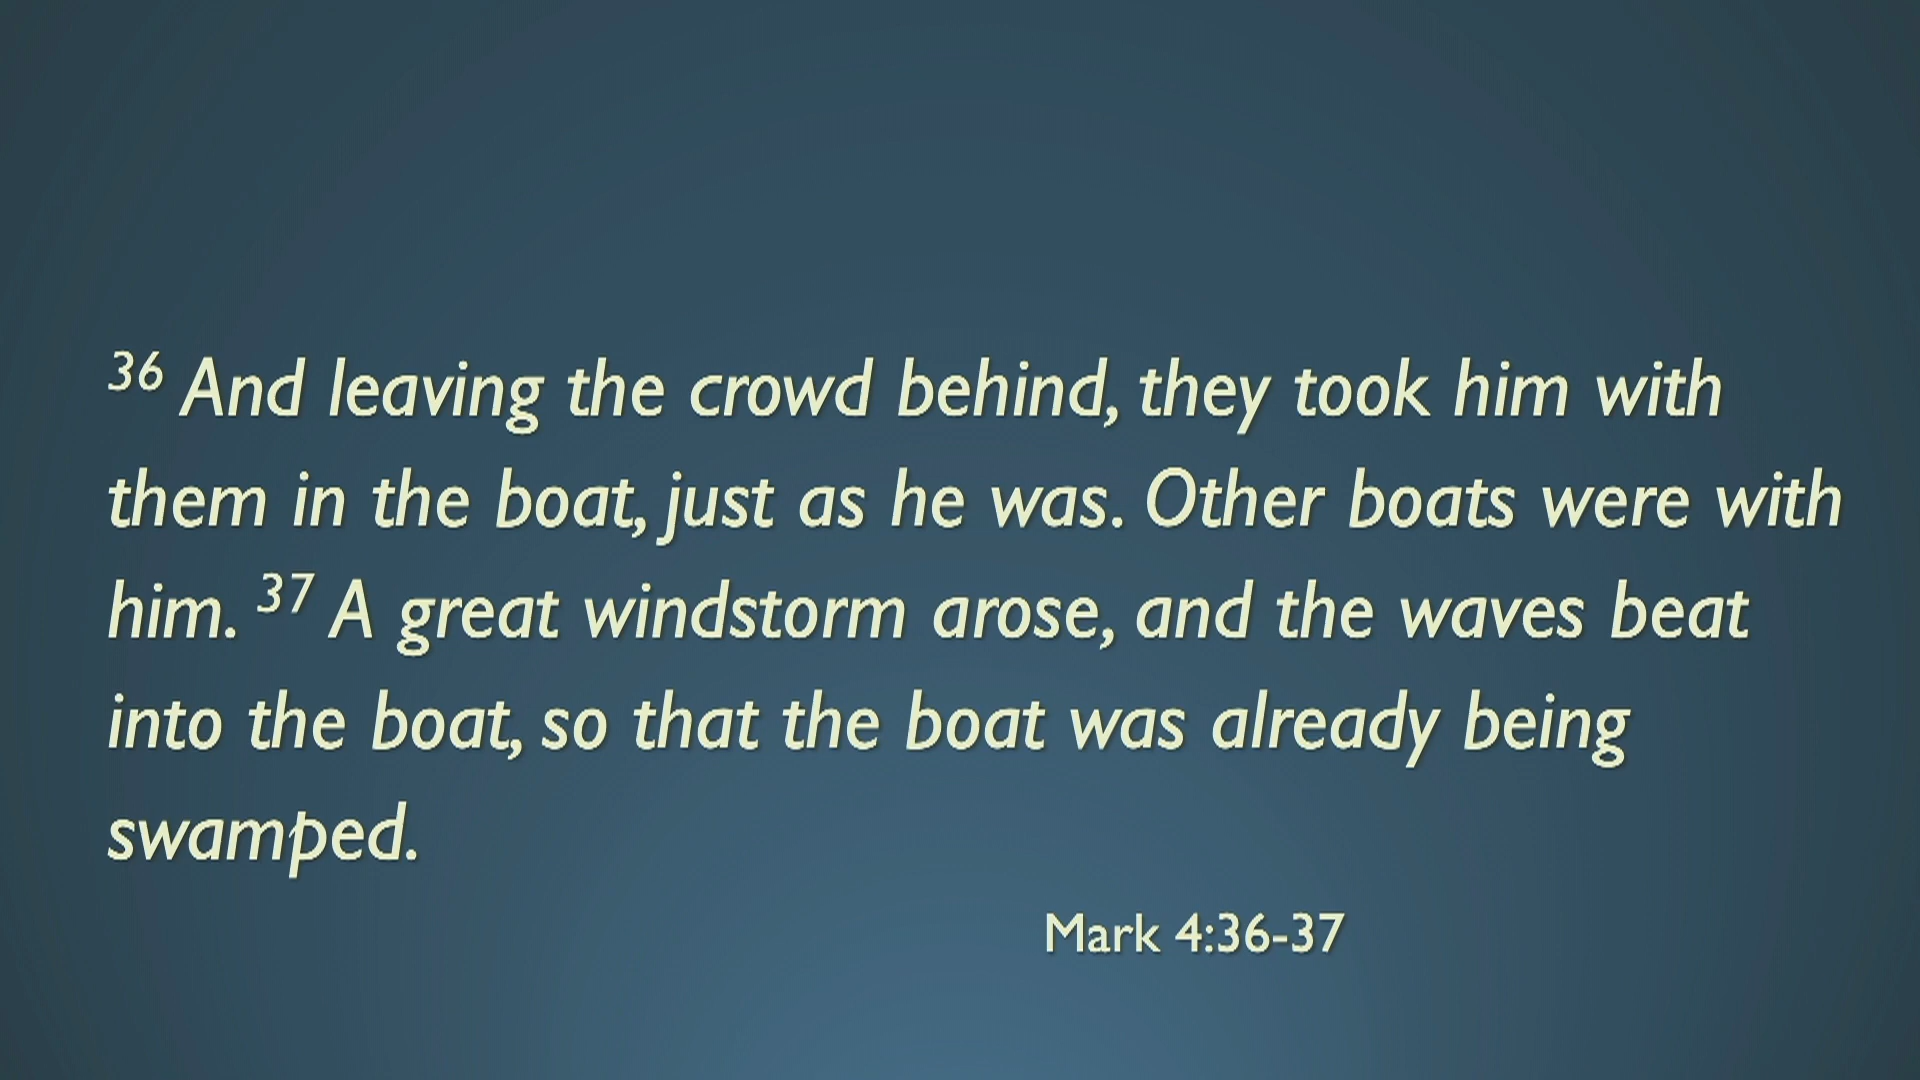 36 And leaving the crowd behind, they took him with
them in the boat, just as he was. Other boats were with
him. 37 A great windstorm arose, and the waves beat
into the boat, so that the boat was already being
swamped.
Mark 4:36-37